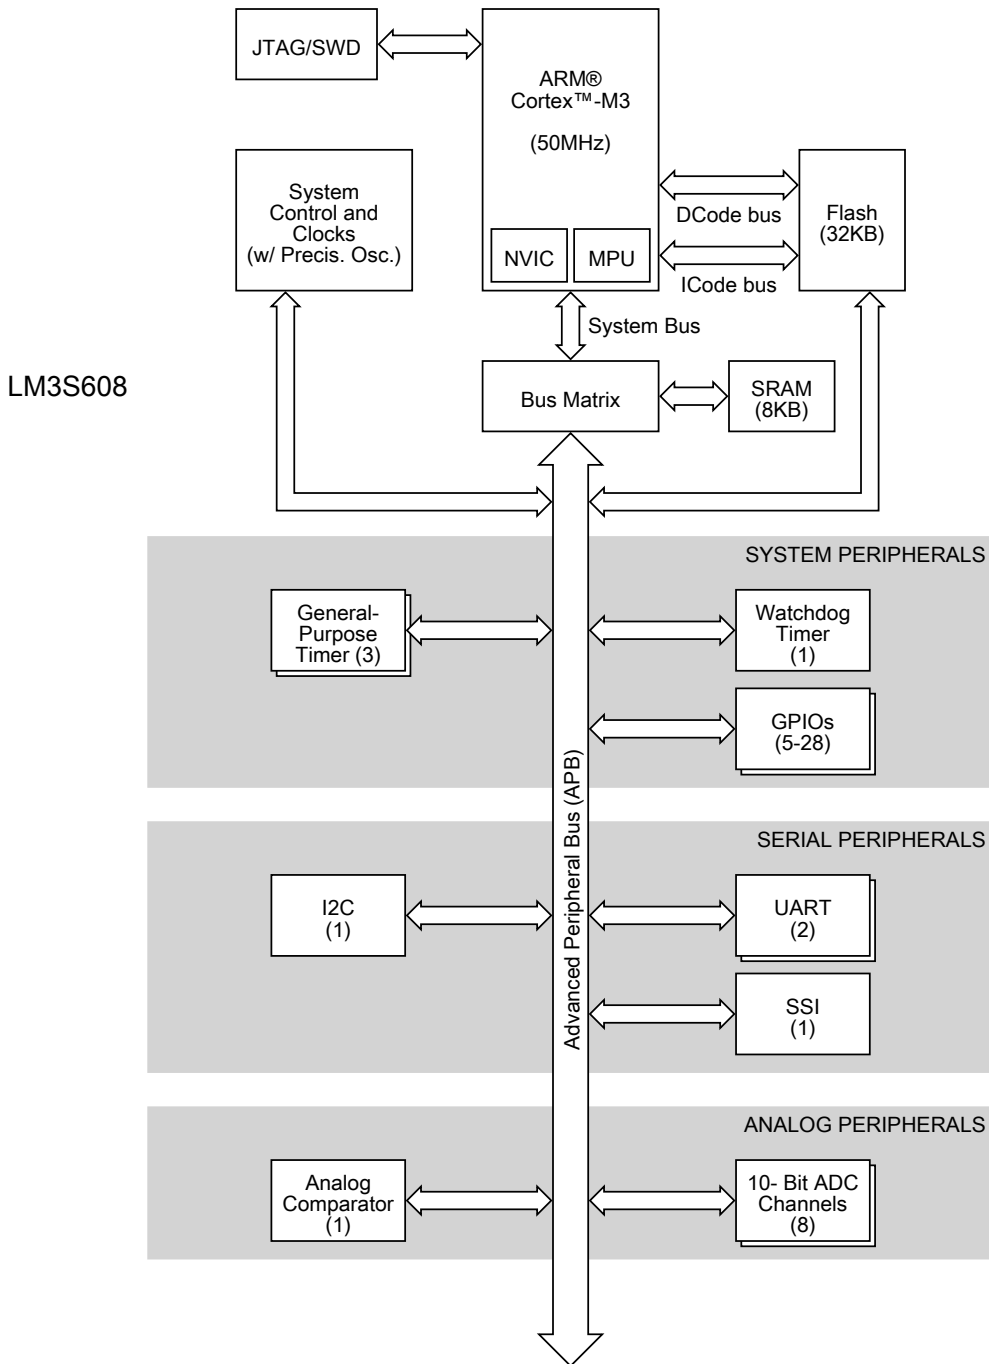 JTAG/SWD
ARM®
Cortex™-M3
(50MHz)
NVIC
MPU
System
Control and
Clocks
(w/ Precis. Osc.)
DCode bus
ICode bus
Flash
(32KB)
System Bus
LM3S608
Bus Matrix
SRAM
(8KB)
Advanced Peripheral Bus (APB)
SYSTEM PERIPHERALS
General-
Purpose
Timer (3)
Watchdog
Timer
(1)
GPIOs
(5-28)
SERIAL PERIPHERALS
I2C
(1)
UART
(2)
SSI
(1)
ANALOG PERIPHERALS
Analog
Comparator
(1)
10- Bit ADC
Channels
(8)